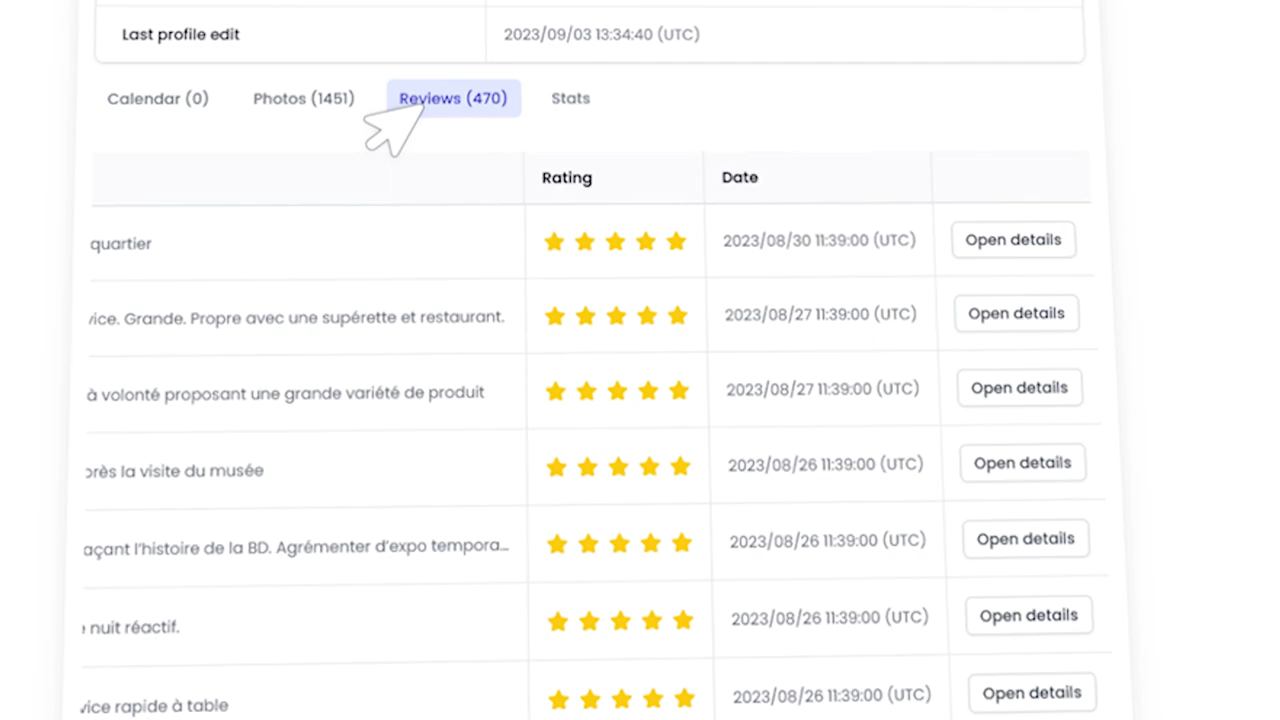 Last profile edit 2023/09/03 13:34:40 (UTC)
Calendar (0) Photos (1451) Reviews (470) Stats
Rating Date
quartier 2023/08/30 11:39:00 (UTC) Open details
Grande. Propre avec une supérette et restaurant. 2023/08/27 11:39:00 (UTC) Open details
à volonté proposant une grande variété de produit 2023/08/27 11:39:00 (UTC) Open details
la visite du musée 2023/08/26 11:39:00 (UTC) Open details
l'histoire de la BD. Agrémenter d'expo tempora... 2023/08/26 11:39:00 (UTC) Open details
nuit réactif. 2023/08/26 11:39:00 (UTC) Open details
rapide à table 2023/08/26 11:39:00 (UTC) Open details